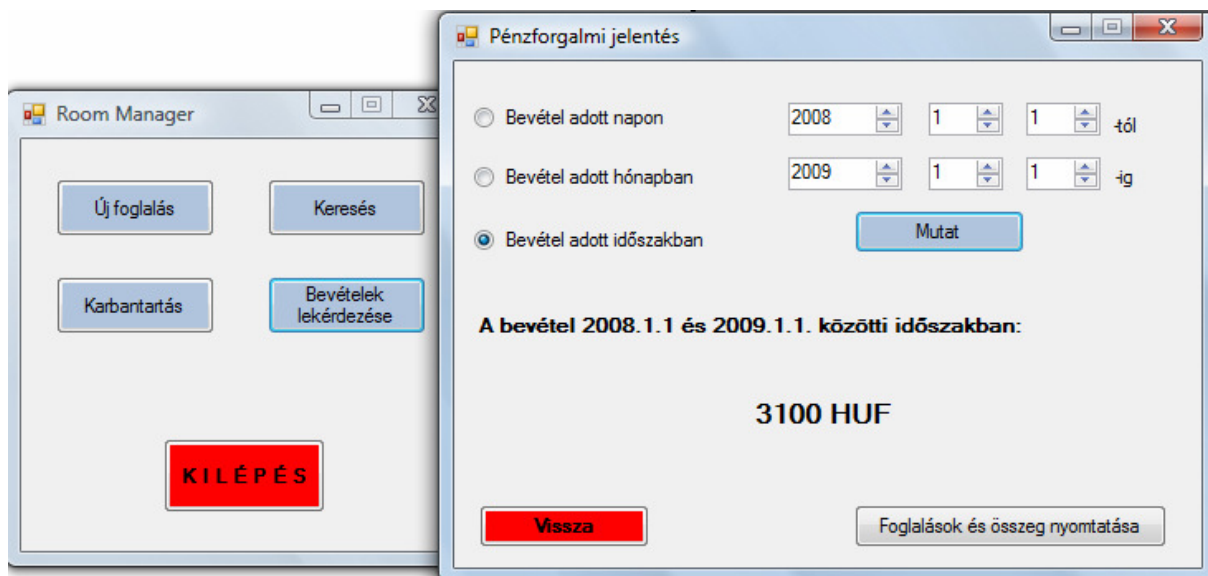 Room Manager
Új foglalás
Keresés
Karbantartás
Bevételek
lekérdezése
KILÉPÉS
Pénzforgalmi jelentés
Bevétel adott napon
2008 1 1 -tól
Bevétel adott hónapban
2009 1 1 -ig
Bevétel adott időszakban
Mutat
A bevétel 2008.1.1 és 2009.1.1. közötti időszakban:
3100 HUF
Vissza
Foglalások és összeg nyomtatása